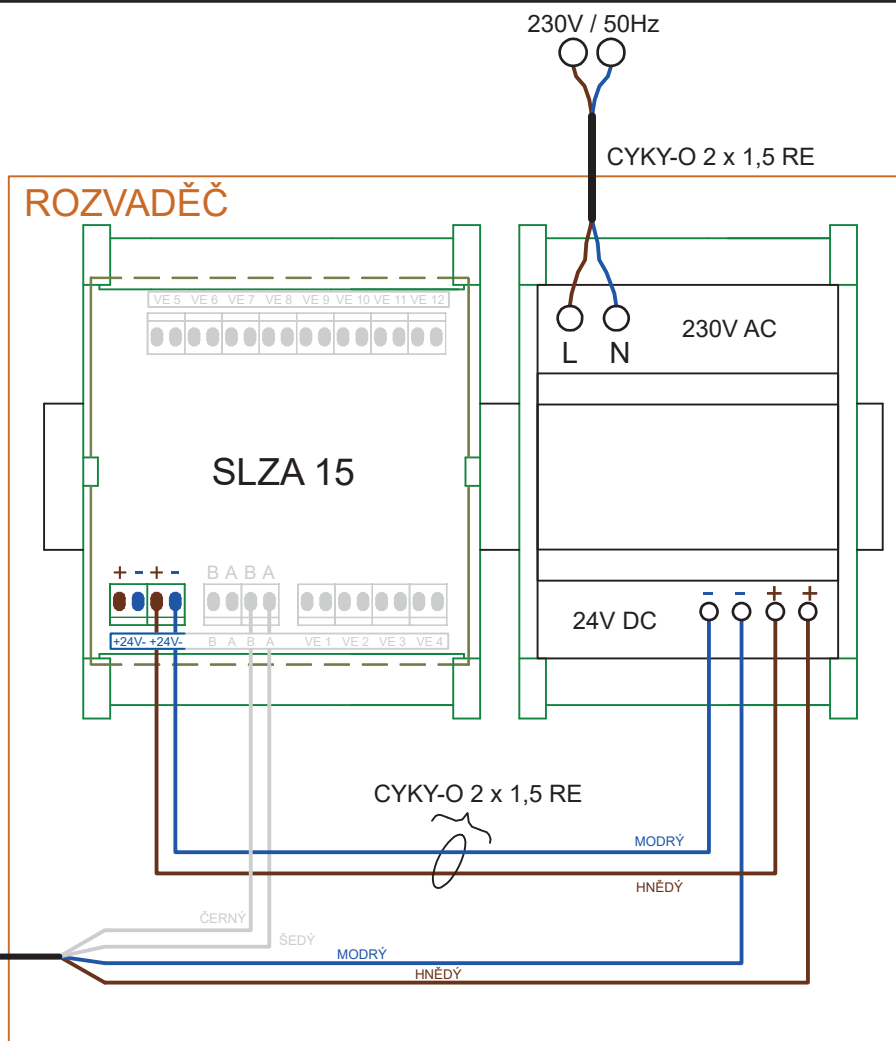 230V / 50Hz
CYKY-O 2 x 1,5 RE
ROZVADĚČ
VE 5 VE 6 VE 7 VE 8 VE 9 VE 10 VE 11 VE 12
230V AC
L N
SLZA 15
+ - + -
B A B A
- - + +
24V DC
+24V- +24V- B A B A VE 1 VE 2 VE 3 VE 4
CYKY-O 2 x 1,5 RE
MODRÝ
HNĚDÝ
ČERNÝ
ŠEDÝ
MODRÝ
HNĚDÝ